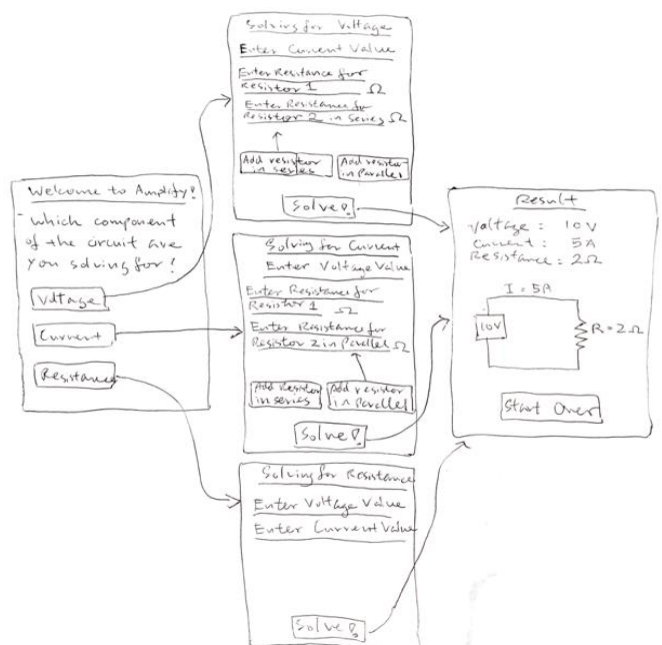 Welcome to Amplify!
which component
of the circuit are
you solving for!
Voltage
Current
Resistance
Solving for Voltage
Enter Current Value
Enter Resistance for
Resistor 1 Ω
Enter Resistance for
Resistor 2 in series Ω
Add resistor
in series
Add resistor
in Parallel
Solve!
Solving for Current
Enter Voltage Value
Enter Resistance for
Resistor 1 Ω
Enter Resistance for
Resistor 2 in Parallel Ω
Add Resistor
in series
Add resistor
in Parallel
Solve!
Solving for Resistance
Enter Voltage Value
Enter Current Value
Solve!
Result
Voltage : 10V
Current : 5A
Resistance = 2Ω
I = 5A
10V
R = 2Ω
Start Over